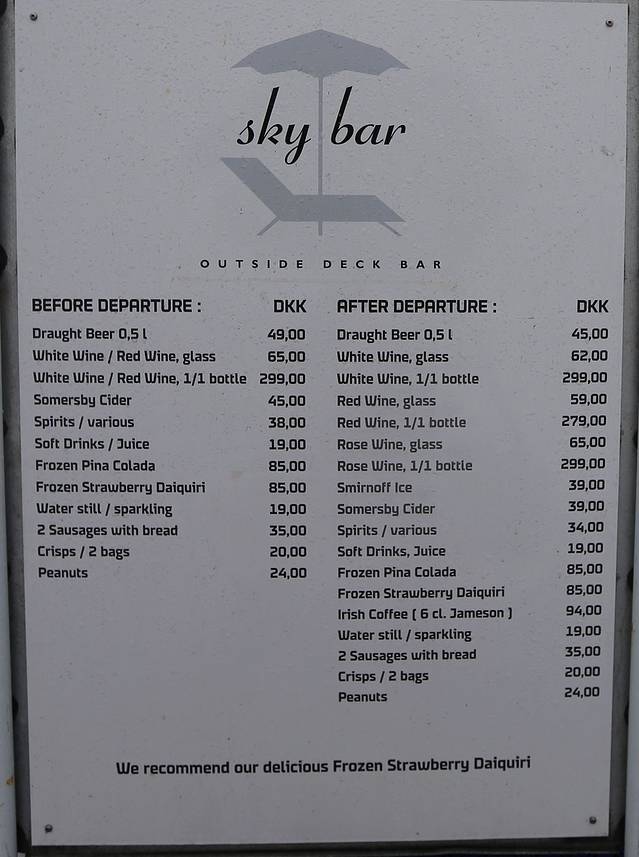 sky bar
OUTSIDE DECK BAR
BEFORE DEPARTURE : DKK
Draught Beer 0,5 l 49,00
White Wine / Red Wine, glass 65,00
White Wine / Red Wine, 1/1 bottle 299,00
Somersby Cider 45,00
Spirits / various 38,00
Soft Drinks / Juice 19,00
Frozen Pina Colada 85,00
Frozen Strawberry Daiquiri 85,00
Water still / sparkling 19,00
2 Sausages with bread 35,00
Crisps / 2 bags 20,00
Peanuts 24,00
AFTER DEPARTURE : DKK
Draught Beer 0,5 l 45,00
White Wine, glass 62,00
White Wine, 1/1 bottle 299,00
Red Wine, glass 59,00
Red Wine, 1/1 bottle 279,00
Rose Wine, glass 65,00
Rose Wine, 1/1 bottle 299,00
Smirnoff Ice 39,00
Somersby Cider 39,00
Spirits / various 34,00
Soft Drinks, Juice 19,00
Frozen Pina Colada 85,00
Frozen Strawberry Daiquiri 85,00
Irish Coffee ( 6 cl. Jameson ) 94,00
Water still / sparkling 19,00
2 Sausages with bread 35,00
Crisps / 2 bags 20,00
Peanuts 24,00
We recommend our delicious Frozen Strawberry Daiquiri